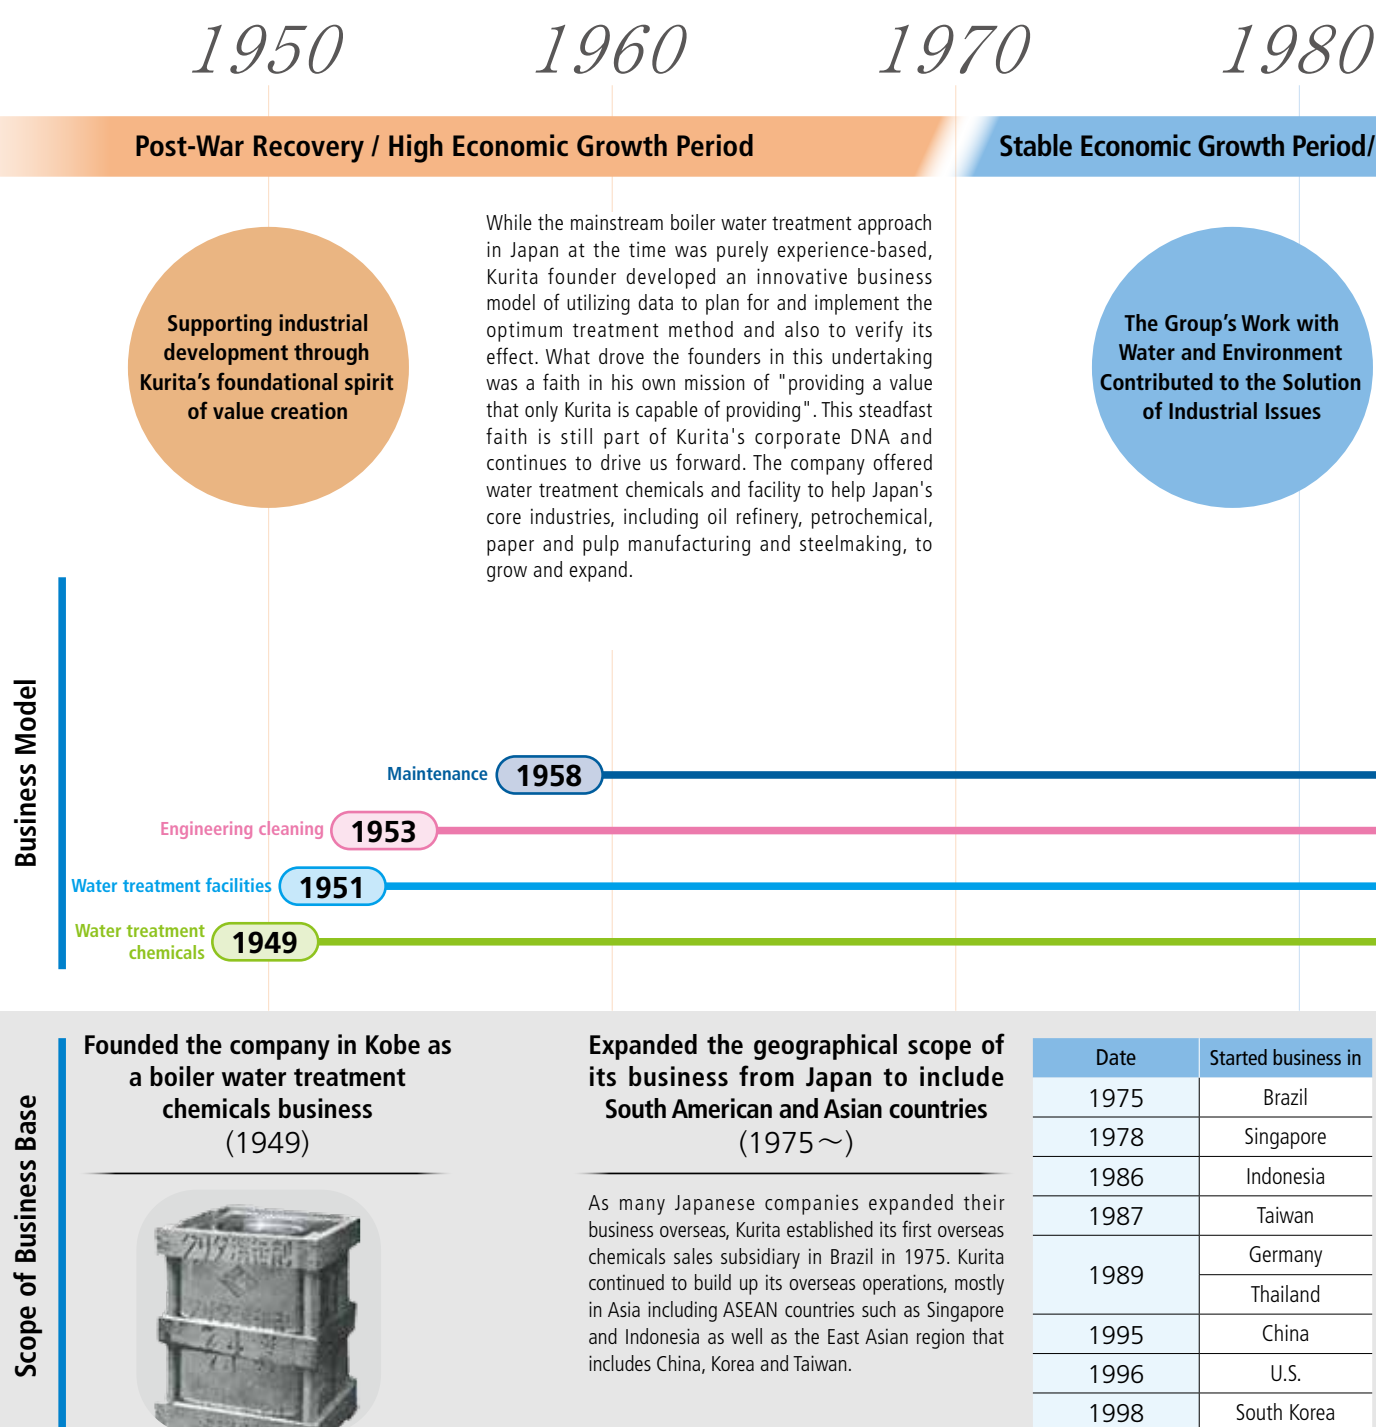 1950 1960 1970 1980
Post-War Recovery / High Economic Growth Period
Stable Economic Growth Period/
Supporting industrial
development through
Kurita’s foundational spirit
of value creation
While the mainstream boiler water treatment approach
in Japan at the time was purely experience-based,
Kurita founder developed an innovative business
model of utilizing data to plan for and implement the
optimum treatment method and also to verify its
effect. What drove the founders in this undertaking
was a faith in his own mission of "providing a value
that only Kurita is capable of providing". This steadfast
faith is still part of Kurita's corporate DNA and
continues to drive us forward. The company offered
water treatment chemicals and facility to help Japan's
core industries, including oil refinery, petrochemical,
paper and pulp manufacturing and steelmaking, to
grow and expand.
The Group’s Work with
Water and Environment
Contributed to the Solution
of Industrial Issues
Business Model
Maintenance 1958
Engineering cleaning 1953
Water treatment facilities 1951
Water treatment
chemicals 1949
Scope of Business Base
Founded the company in Kobe as
a boiler water treatment
chemicals business
(1949)
Expanded the geographical scope of
its business from Japan to include
South American and Asian countries
(1975～)
As many Japanese companies expanded their
business overseas, Kurita established its first overseas
chemicals sales subsidiary in Brazil in 1975. Kurita
continued to build up its overseas operations, mostly
in Asia including ASEAN countries such as Singapore
and Indonesia as well as the East Asian region that
includes China, Korea and Taiwan.
Date Started business in
1975 Brazil
1978 Singapore
1986 Indonesia
1987 Taiwan
1989 Germany
Thailand
1995 China
1996 U.S.
1998 South Korea